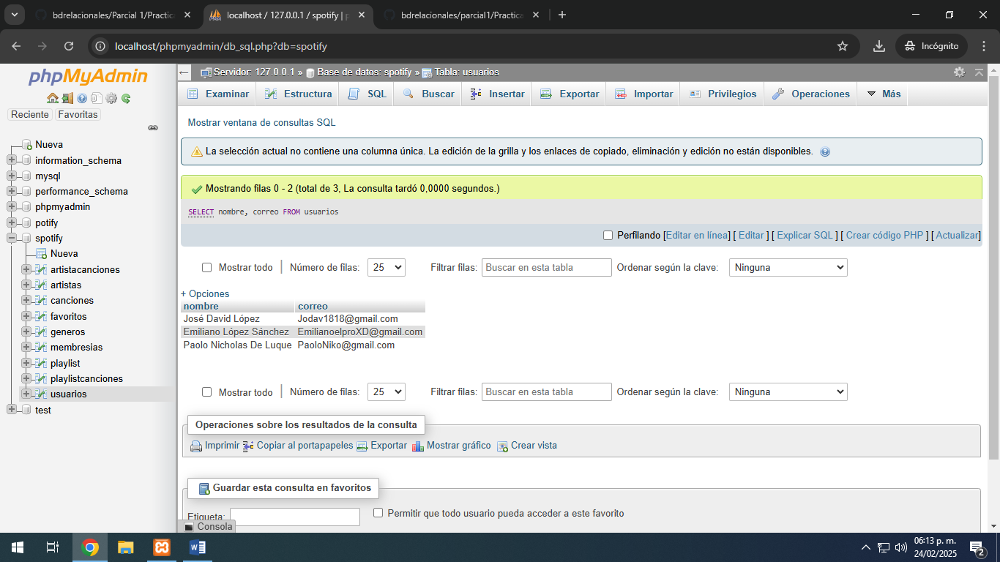 bdrelacionales/Parcial 1/Practica
localhost / 127.0.0.1 / spotify | p
bdrelacionales/parcial1/Practica
localhost/phpmyadmin/db_sql.php?db=spotify
Incógnito
phpMyAdmin
Reciente Favoritas
Nueva
information_schema
mysql
performance_schema
phpmyadmin
potify
spotify
Nueva
artistacanciones
artistas
canciones
favoritos
generos
membresias
playlist
playlistcanciones
usuarios
test
Servidor: 127.0.0.1 » Base de datos: spotify » Tabla: usuarios
Examinar Estructura SQL Buscar Insertar Exportar Importar Privilegios Operaciones Más
Mostrar ventana de consultas SQL
La selección actual no contiene una columna única. La edición de la grilla y los enlaces de copiado, eliminación y edición no están disponibles.
Mostrando filas 0 - 2 (total de 3, La consulta tardó 0,0000 segundos.)
SELECT nombre, correo FROM usuarios
Perfilando [Editar en línea] [ Editar ] [ Explicar SQL ] [ Crear código PHP ] [ Actualizar]
Mostrar todo | Número de filas: 25 Filtrar filas: Buscar en esta tabla Ordenar según la clave: Ninguna
+ Opciones
nombre correo
José David López Jodav1818@gmail.com
Emiliano López Sánchez EmilianoelproXD@gmail.com
Paolo Nicholas De Luque PaoloNiko@gmail.com
Mostrar todo | Número de filas: 25 Filtrar filas: Buscar en esta tabla Ordenar según la clave: Ninguna
Operaciones sobre los resultados de la consulta
Imprimir Copiar al portapapeles Exportar Mostrar gráfico Crear vista
Guardar esta consulta en favoritos
Etiqueta: Permitir que todo usuario pueda acceder a este favorito
Consola
06:13 p. m.
24/02/2025
2